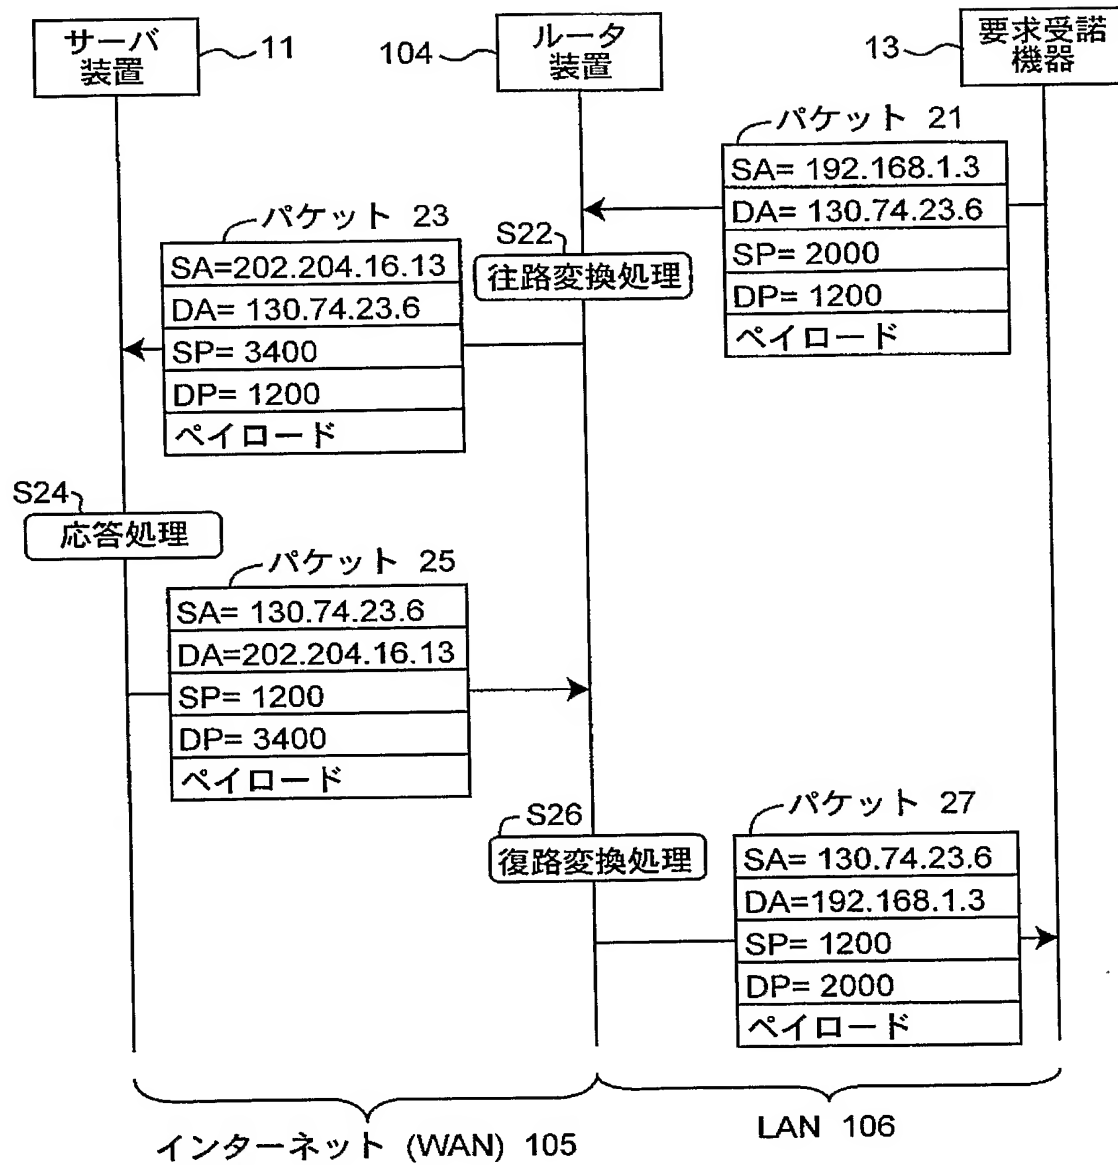 サーバ
装置
11
104
ルータ
装置
13
要求受諾
機器
パケット 21
SA= 192.168.1.3
DA= 130.74.23.6
SP= 2000
DP= 1200
ペイロード
S22
往路変換処理
パケット 23
SA=202.204.16.13
DA= 130.74.23.6
SP= 3400
DP= 1200
ペイロード
S24
応答処理
パケット 25
SA= 130.74.23.6
DA=202.204.16.13
SP= 1200
DP= 3400
ペイロード
S26
復路変換処理
パケット 27
SA= 130.74.23.6
DA=192.168.1.3
SP= 1200
DP= 2000
ペイロード
インターネット (WAN) 105
LAN 106